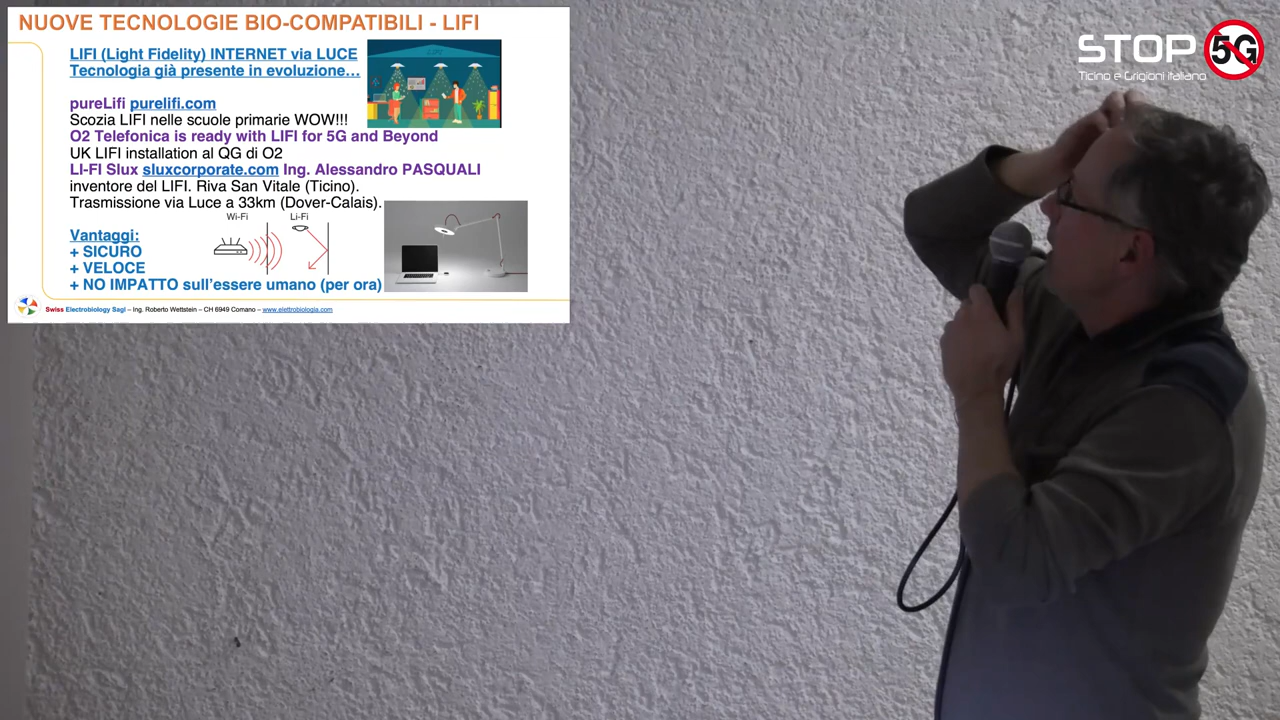 NUOVE TECNOLOGIE BIO-COMPATIBILI - LIFI
LIFI (Light Fidelity) INTERNET via LUCE
Tecnologia già presente in evoluzione…
pureLifi purelifi.com
Scozia LIFI nelle scuole primarie WOW!!!
O2 Telefonica is ready with LIFI for 5G and Beyond
UK LIFI installation al QG di O2
LI-FI Slux sluxcorporate.com Ing. Alessandro PASQUALI
inventore del LIFI. Riva San Vitale (Ticino).
Trasmissione via Luce a 33km (Dover-Calais).
Wi-Fi Li-Fi
Vantaggi:
+ SICURO
+ VELOCE
+ NO IMPATTO sull'essere umano (per ora)
Swiss Electrobiology Sagl – Ing. Roberto Wettstein – CH 6949 Comano – www.elettrobiologia.com
STOP 5G
Ticino e Grigioni italiano